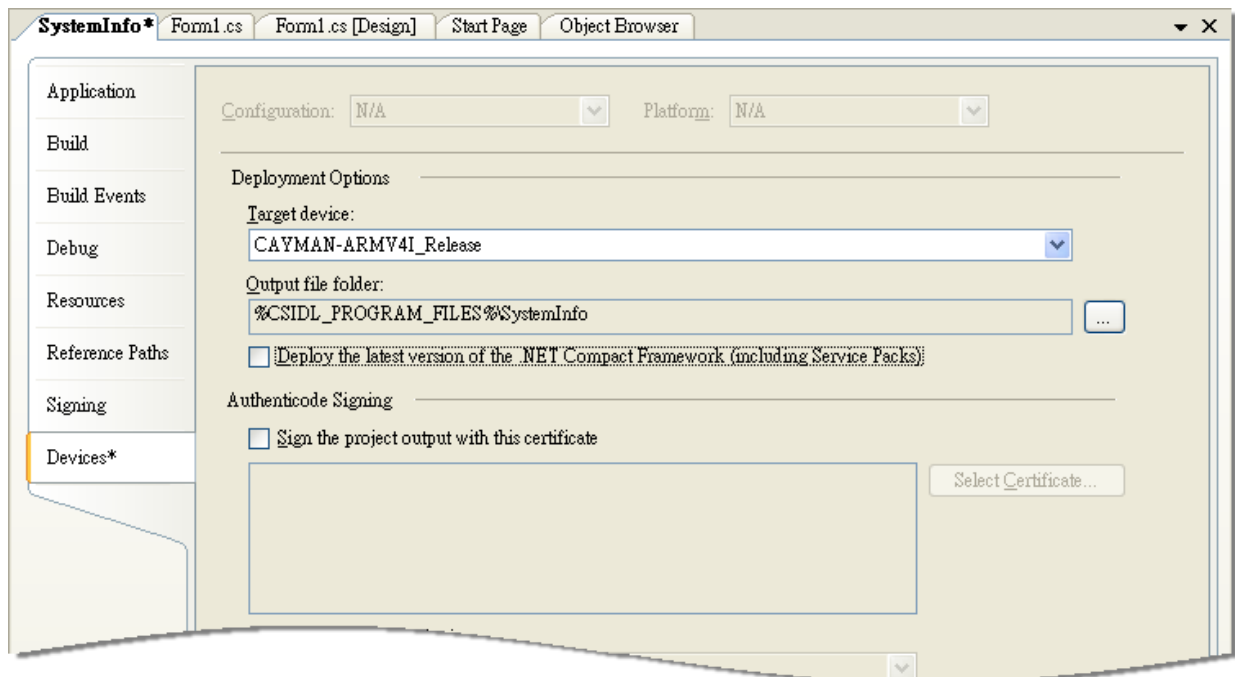 SystemInfo* Form1.cs Form1.cs [Design] Start Page Object Browser
Application
Configuration: N/A Platform: N/A
Build
Deployment Options
Build Events
Target device:
Debug
CAYMAN-ARMV4I_Release
Output file folder:
Resources
%CSIDL_PROGRAM_FILES%\SystemInfo ...
Reference Paths
Deploy the latest version of the .NET Compact Framework (including Service Packs)
Signing
Authenticode Signing
Sign the project output with this certificate
Devices*
Select Certificate...